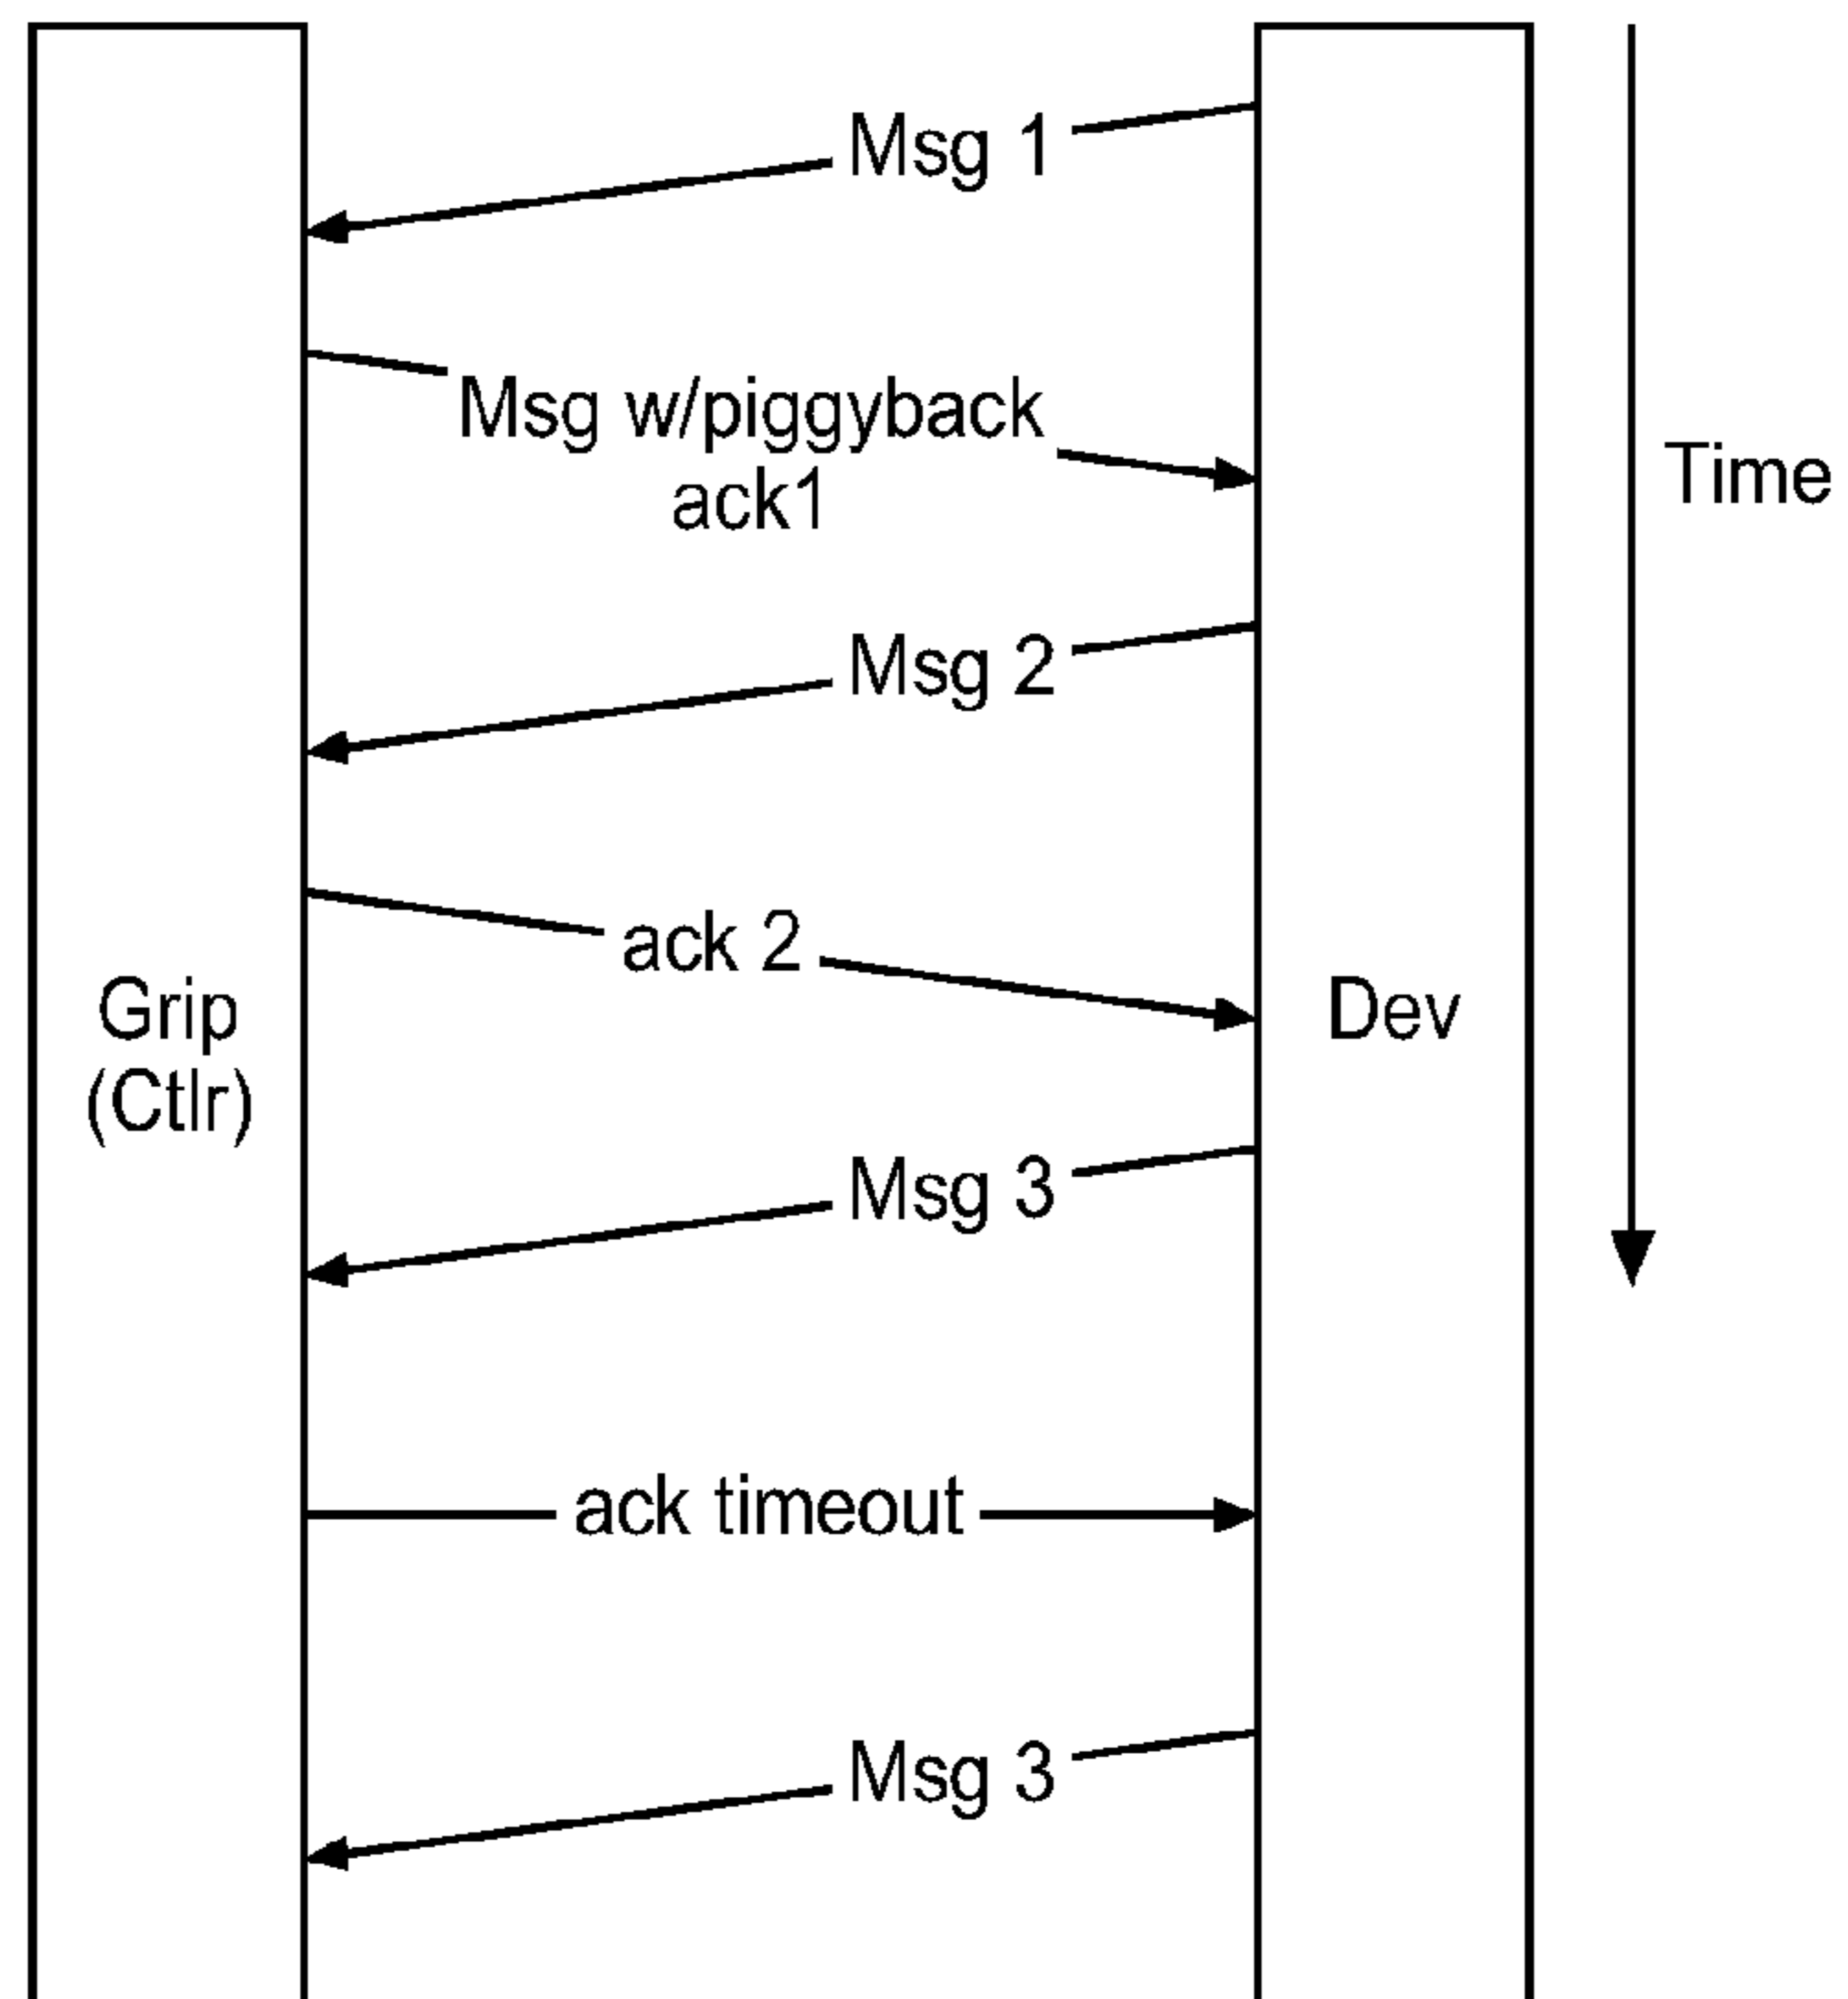 Msg 1
Msg w/piggyback
ack1
Time
Msg 2
ack 2
Grip
(Ctlr)
Dev
Msg 3
ack timeout
Msg 3